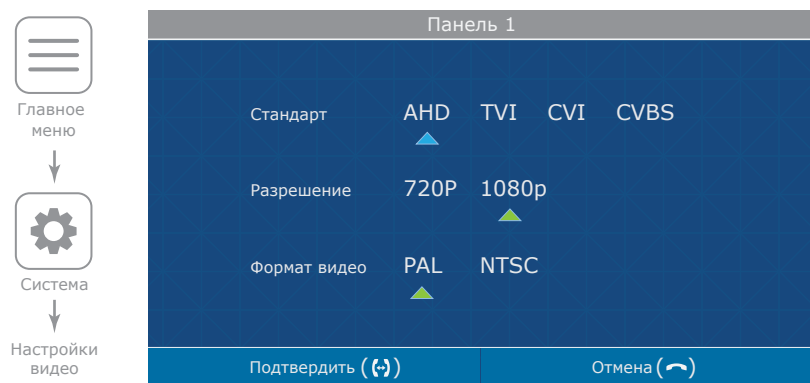 Панель 1
Главное
меню
Система
Настройки
видео
Стандарт AHD TVI CVI CVBS
Разрешение 720P 1080p
Формат видео PAL NTSC
Подтвердить () Отмена ()